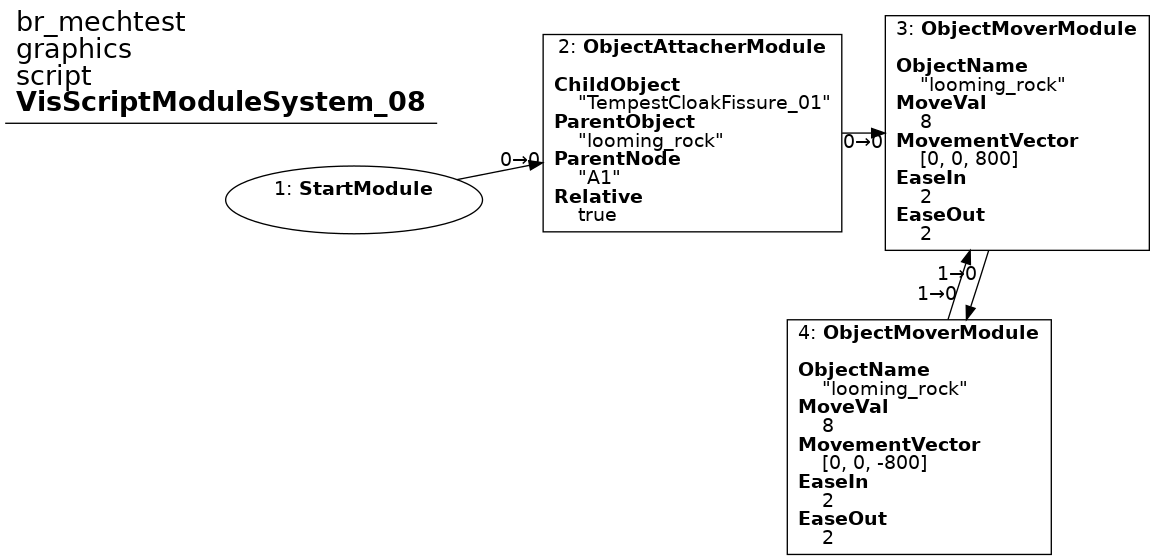 br_mechtest
graphics
script
VisScriptModuleSystem_08
1: StartModule
0→0
2: ObjectAttacherModule
ChildObject
"TempestCloakFissure_01"
ParentObject
"looming_rock"
ParentNode
"A1"
Relative
true
0→0
3: ObjectMoverModule
ObjectName
"looming_rock"
MoveVal
8
MovementVector
[0, 0, 800]
EaseIn
2
EaseOut
2
1→0
1→0
4: ObjectMoverModule
ObjectName
"looming_rock"
MoveVal
8
MovementVector
[0, 0, -800]
EaseIn
2
EaseOut
2